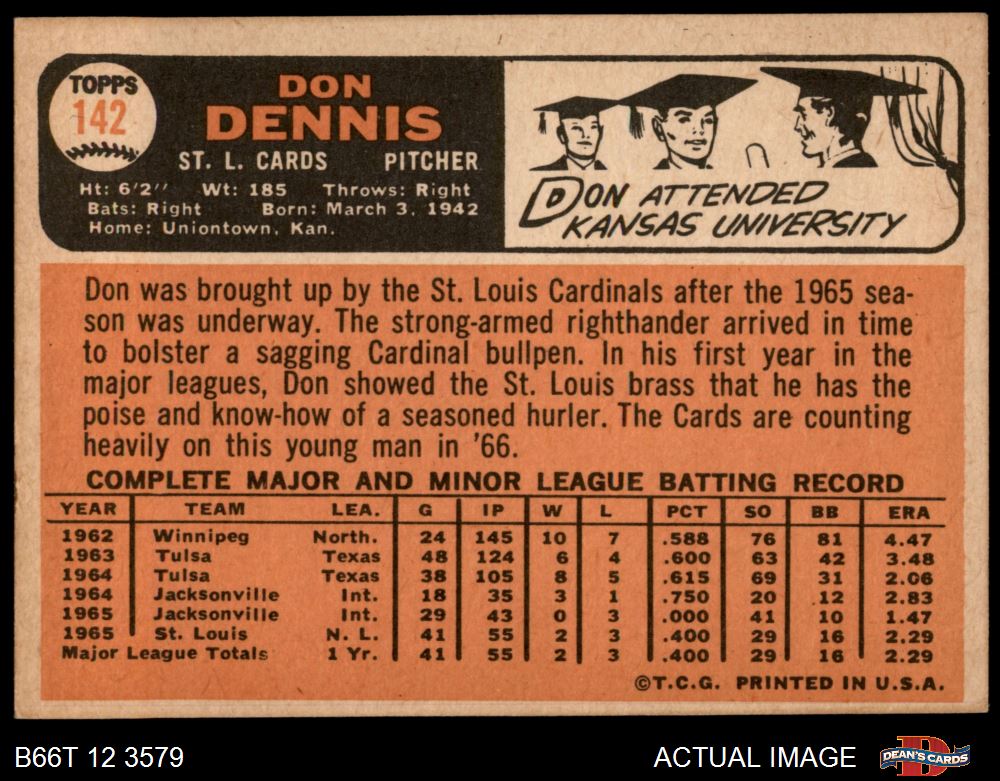 TOPPS
142
DON
DENNIS
ST. L. CARDS PITCHER
Ht: 6'2" Wt: 185 Throws: Right
Bats: Right Born: March 3, 1942
Home: Uniontown, Kan.
DON ATTENDED
KANSAS UNIVERSITY
Don was brought up by the St. Louis Cardinals after the 1965 sea-
son was underway. The strong-armed righthander arrived in time
to bolster a sagging Cardinal bullpen. In his first year in the
major leagues, Don showed the St. Louis brass that he has the
poise and know-how of a seasoned hurler. The Cards are counting
heavily on this young man in '66.
COMPLETE MAJOR AND MINOR LEAGUE BATTING RECORD
YEAR TEAM LEA. G IP W L PCT SO BB ERA
1962 Winnipeg North. 24 145 10 7 .588 76 81 4.47
1963 Tulsa Texas 48 124 6 4 .600 63 42 3.48
1964 Tulsa Texas 38 105 8 5 .615 69 31 2.06
1964 Jacksonville Int. 18 35 3 1 .750 20 12 2.83
1965 Jacksonville Int. 29 43 0 3 .000 41 10 1.47
1965 St. Louis N. L. 41 55 2 3 .400 29 16 2.29
Major League Totals 1 Yr. 41 55 2 3 .400 29 16 2.29
©T.C.G. PRINTED IN U.S.A.
B66T 12 3579
ACTUAL IMAGE
DEAN'S CARDS